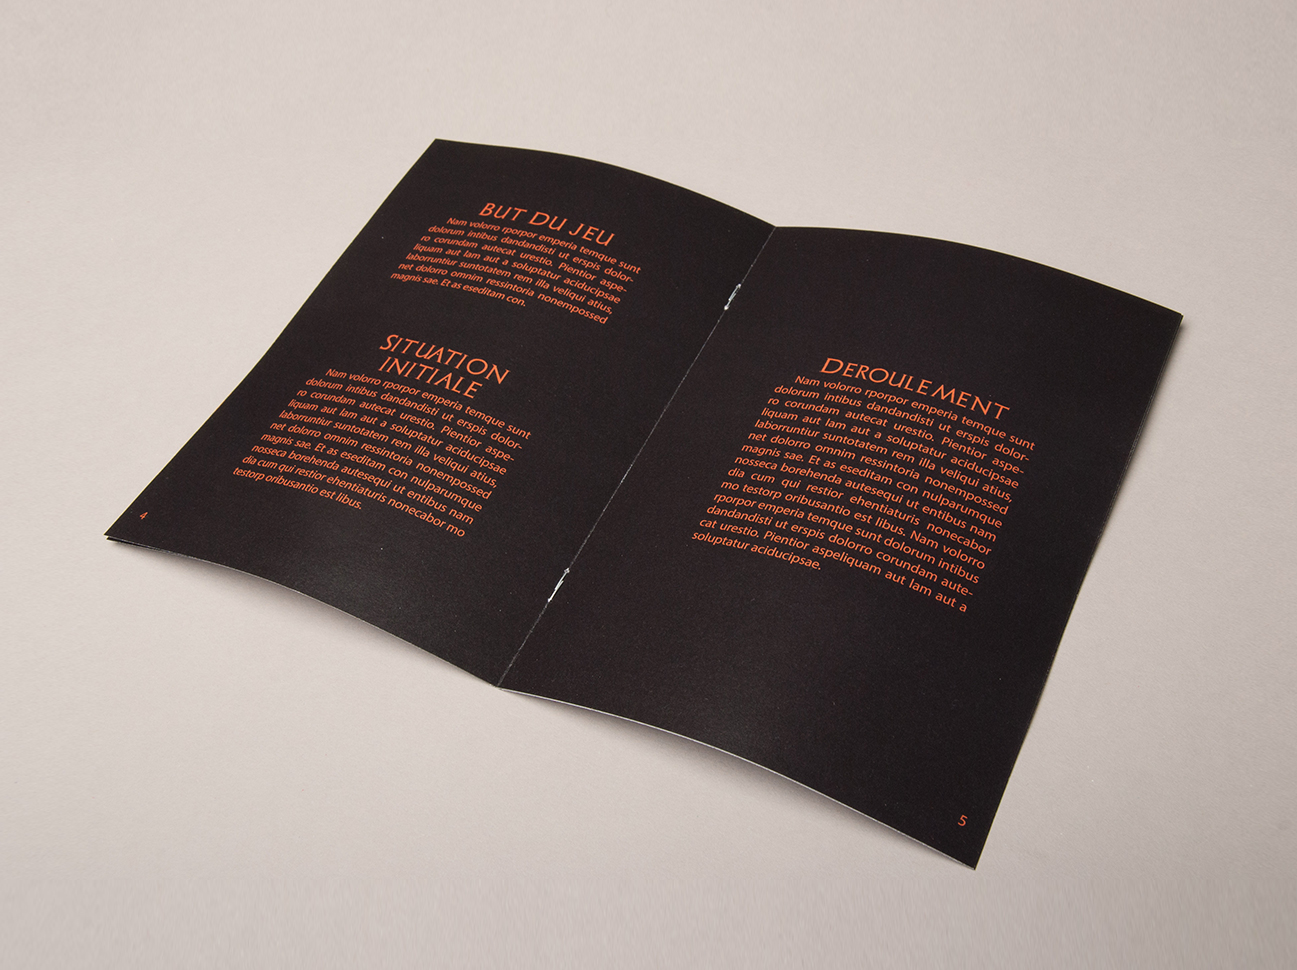 BUT DU JEU
Nam volorro rporpor emperia temque sunt
dolorum intibus dandandisti ut erspis dolor-
ro corundam autecat urestio. Pientior aspe-
liquam aut lam aut a soluptatur aciducipsae
laborruntiur suntotatem rem illa veliqui atius,
net dolorro omnim ressintoria nonempossed
magnis sae. Et as eseditam con.
SITUATION
INITIALE
Nam volorro rporpor emperia temque sunt
dolorum intibus dandandisti ut erspis dolor-
ro corundam autecat urestio. Pientior aspe-
liquam aut lam aut a soluptatur aciducipsae
laborruntiur suntotatem rem illa veliqui atius,
net dolorro omnim ressintoria nonempossed
magnis sae. Et as eseditam con nulparumque
nosseca borehenda autesequi ut entibus nam
dia cum qui restior ehentiaturis nonecabor mo
testorp oribusantio est libus.
4
DEROULEMENT
Nam volorro rporpor emperia temque sunt
dolorum intibus dandandisti ut erspis dolor-
ro corundam autecat urestio. Pientior aspe-
liquam aut lam aut a soluptatur aciducipsae
laborruntiur suntotatem rem illa veliqui atius,
net dolorro omnim ressintoria nonempossed
magnis sae. Et as eseditam con nulparumque
nosseca borehenda autesequi ut entibus nam
dia cum qui restior ehentiaturis nonecabor
mo testorp oribusantio est libus. Nam volorro
rporpor emperia temque sunt dolorum intibus
dandandisti ut erspis dolorro corundam aute-
cat urestio. Pientior aspeliquam aut lam aut a
soluptatur aciducipsae.
5